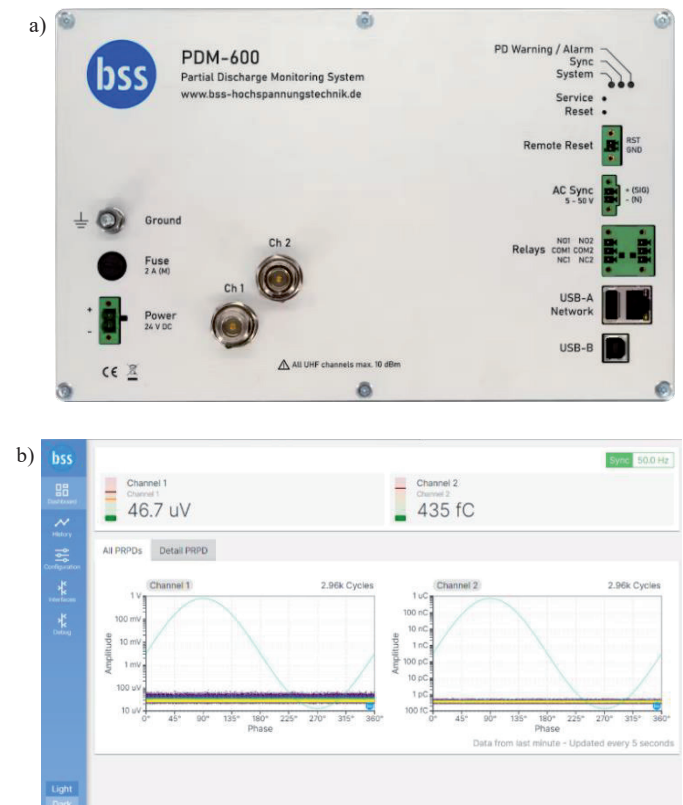 a)
bss
PDM-600
Partial Discharge Monitoring System
www.bss-hochspannungstechnik.de
PD Warning / Alarm
Sync
System
Service
Reset
Remote Reset
RST
GND
AC Sync
5 - 50 V
+ (SIG)
- (N)
Relays
NO1 NO2
COM1 COM2
NC1 NC2
USB-A
Network
USB-B
Ground
Fuse
2 A (M)
+
Power
24 V DC
-
Ch 2
Ch 1
CE
All UHF channels max. 10 dBm
b)
bss
Dashboard
History
Configuration
Interfaces
Debug
Light
Dark
Sync 50.0 Hz
Channel 1
Channel 1
46.7 uV
Channel 2
Channel 2
435 fC
All PRPDs Detail PRPD
Channel 1 2.96k Cycles
1 V
100 mV
10 mV
1 mV
100 uV
10 uV
Amplitude
0° 45° 90° 135° 180° 225° 270° 315° 360°
Phase
Channel 2 2.96k Cycles
1 uC
100 nC
10 nC
1 nC
100 pC
10 pC
1 pC
100 fC
Amplitude
0° 45° 90° 135° 180° 225° 270° 315° 360°
Phase
Data from last minute - Updated every 5 seconds